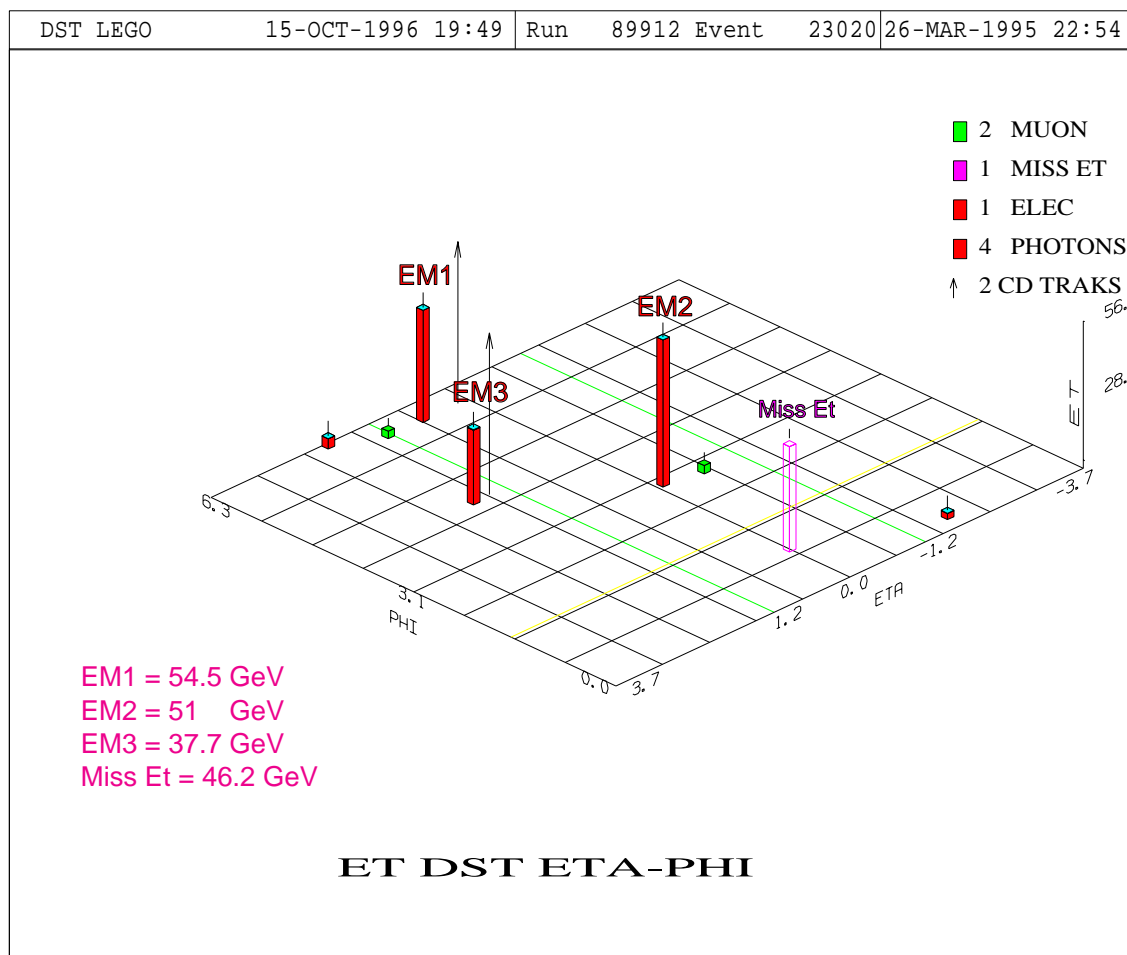 DST LEGO 15-OCT-1996 19:49 Run 89912 Event 23020 26-MAR-1995 22:54
2 MUON
1 MISS ET
1 ELEC
4 PHOTONS
2 CD TRAKS
EM1
EM2
EM3
Miss Et
56.
28.
ET
-3.7
-1.2
0.0
ETA
1.2
3.7
6.3
3.1
PHI
0.0
EM1 = 54.5 GeV
EM2 = 51 GeV
EM3 = 37.7 GeV
Miss Et = 46.2 GeV
ET DST ETA-PHI